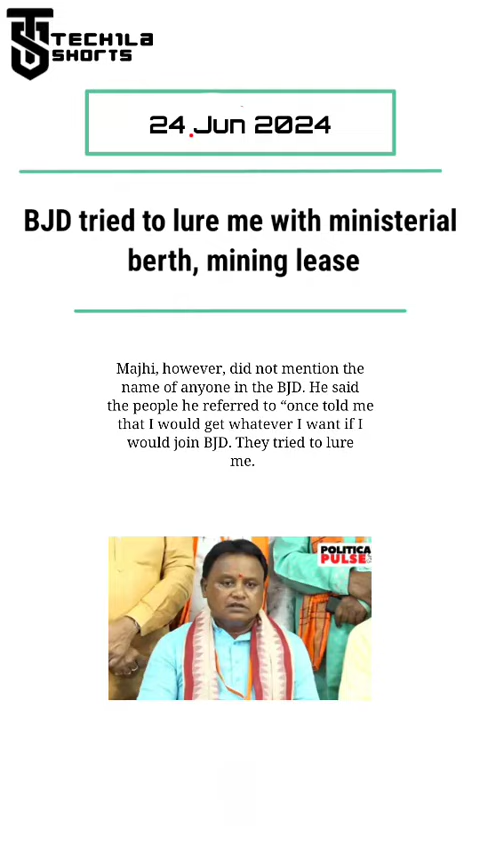 TECH1LA
SHORTS
24 Jun 2024
BJD tried to lure me with ministerial
berth, mining lease
Majhi, however, did not mention the
name of anyone in the BJD. He said
the people he referred to “once told me
that I would get whatever I want if I
would join BJD. They tried to lure
me.
POLITICA
PULSE